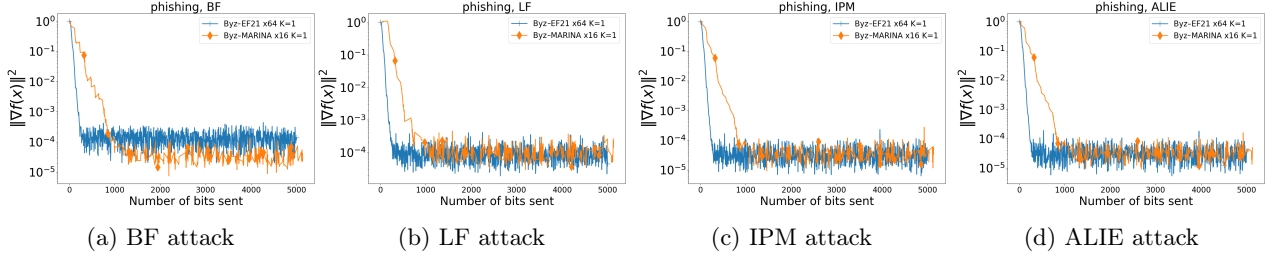 phishing, BF
‖∇f(x)‖²
10⁰
10⁻¹
10⁻²
10⁻³
10⁻⁴
10⁻⁵
Byz-EF21 x64 K=1
Byz-MARINA x16 K=1
0 1000 2000 3000 4000 5000
Number of bits sent
(a) BF attack
phishing, LF
‖∇f(x)‖²
10⁰
10⁻¹
10⁻²
10⁻³
10⁻⁴
Byz-EF21 x64 K=1
Byz-MARINA x16 K=1
0 1000 2000 3000 4000 5000
Number of bits sent
(b) LF attack
phishing, IPM
‖∇f(x)‖²
10⁰
10⁻¹
10⁻²
10⁻³
10⁻⁴
10⁻⁵
Byz-EF21 x64 K=1
Byz-MARINA x16 K=1
0 1000 2000 3000 4000 5000
Number of bits sent
(c) IPM attack
phishing, ALIE
‖∇f(x)‖²
10⁰
10⁻¹
10⁻²
10⁻³
10⁻⁴
10⁻⁵
Byz-EF21 x64 K=1
Byz-MARINA x16 K=1
0 1000 2000 3000 4000 5000
Number of bits sent
(d) ALIE attack